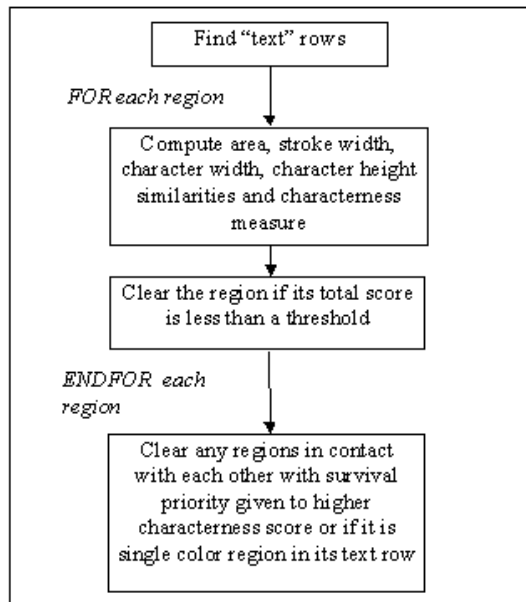 Find “text” rows
FOR each region
Compute area, stroke width,
character width, character height
similarities and characterness
measure
Clear the region if its total score
is less than a threshold
ENDFOR each
region
Clear any regions in contact
with each other with survival
priority given to higher
characterness score or if it is
single color region in its text row